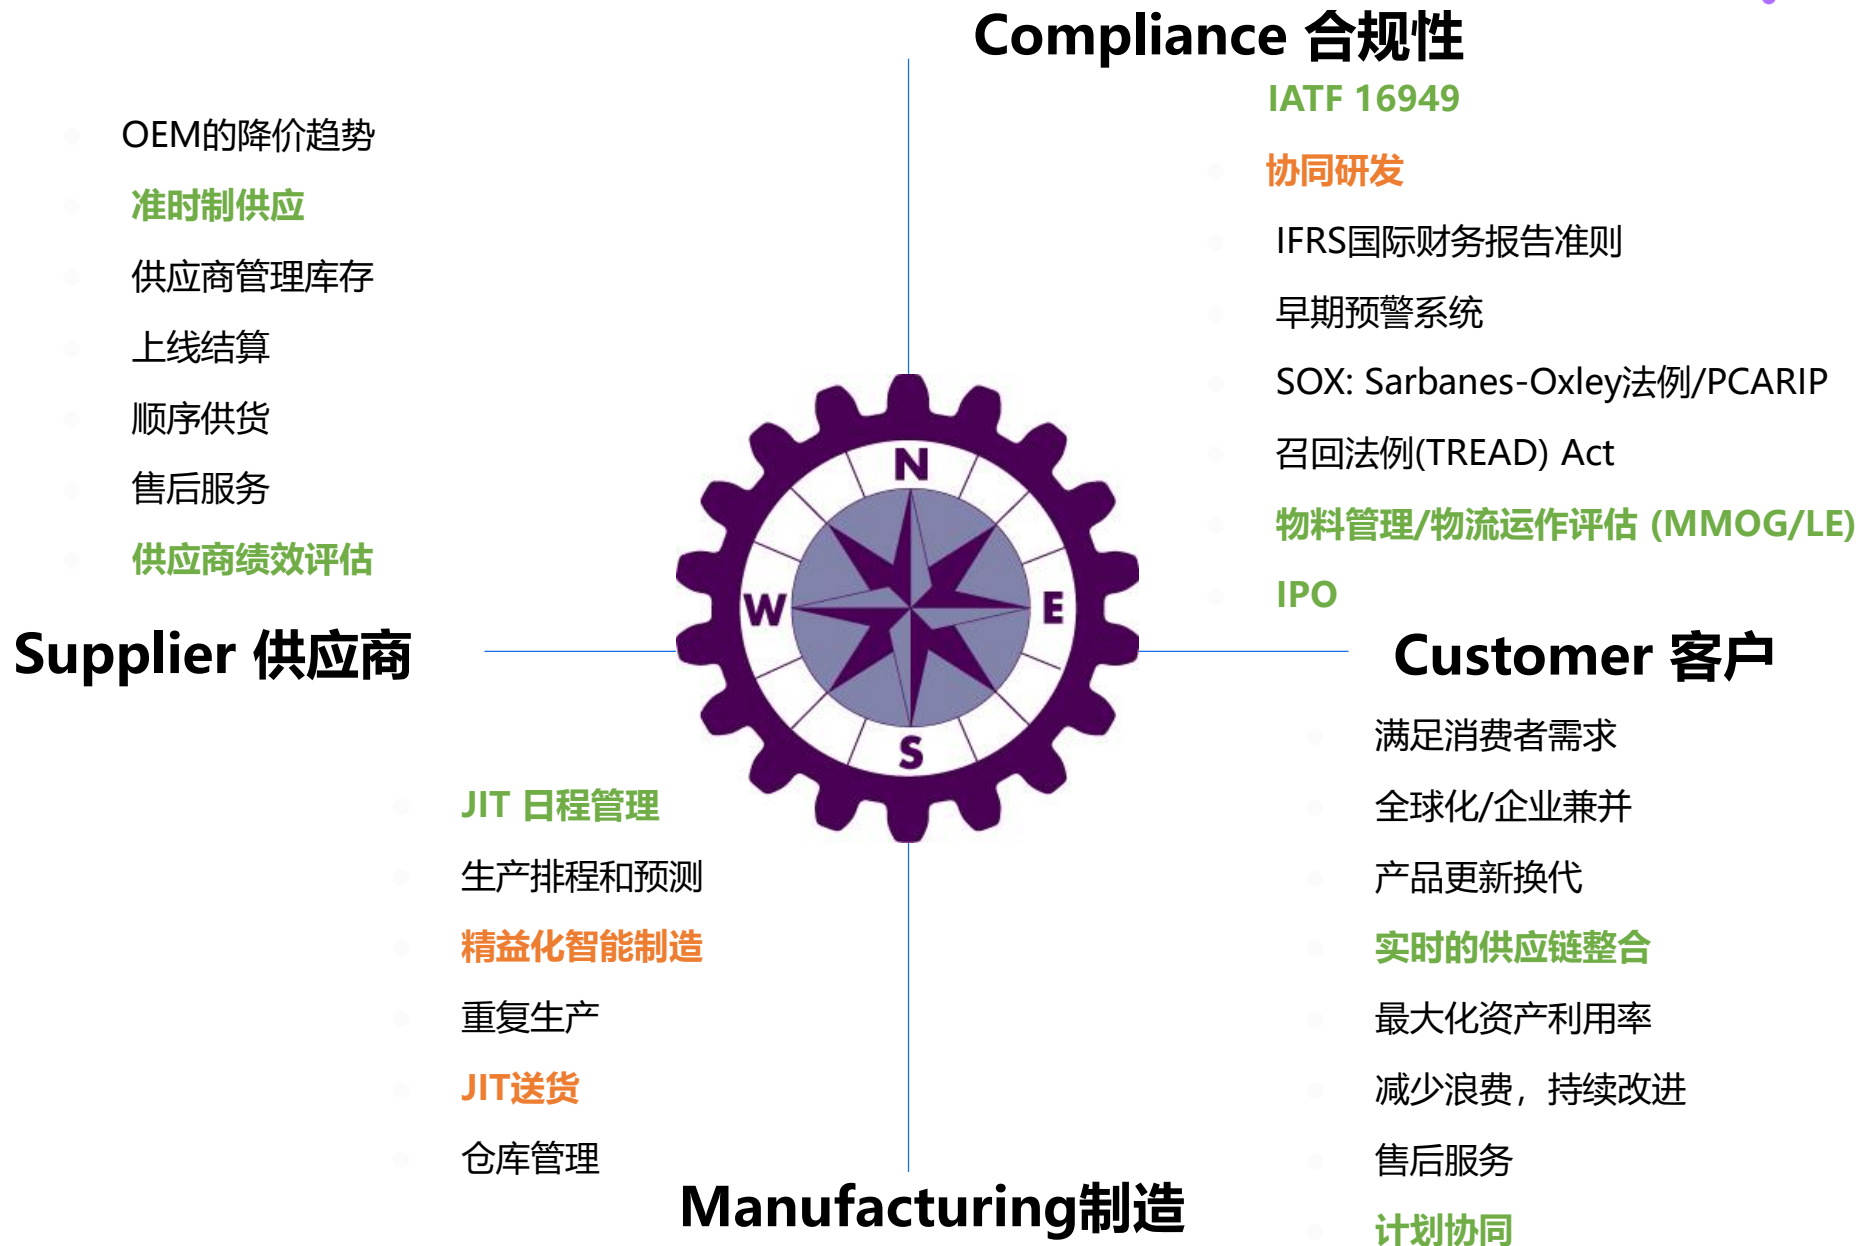 Compliance 合规性
IATF 16949
协同研发
IFRS国际财务报告准则
早期预警系统
SOX: Sarbanes-Oxley法例/PCARIP
召回法例(TREAD) Act
物料管理/物流运作评估 (MMOG/LE)
IPO
OEM的降价趋势
准时制供应
供应商管理库存
上线结算
顺序供货
售后服务
供应商绩效评估
Supplier 供应商
N
W
E
S
Customer 客户
满足消费者需求
全球化/企业兼并
产品更新换代
实时的供应链整合
最大化资产利用率
减少浪费，持续改进
售后服务
计划协同
JIT 日程管理
生产排程和预测
精益化智能制造
重复生产
JIT送货
仓库管理
Manufacturing制造